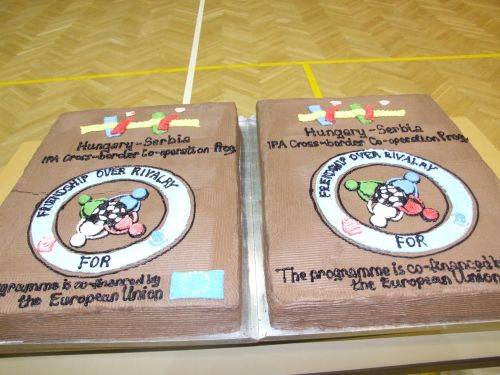 Hungary-Serbia
IPA Cross-border Co-operation Prog.
FRIENDSHIP OVER RIVALRY
FOR
ogramme is co-financed by
the European Union
Hungary-Serbia
IPA Cross-border Co-operation Prog.
FRIENDSHIP OVER RIVALRY
FOR
The programme is co-financed by
the European Union